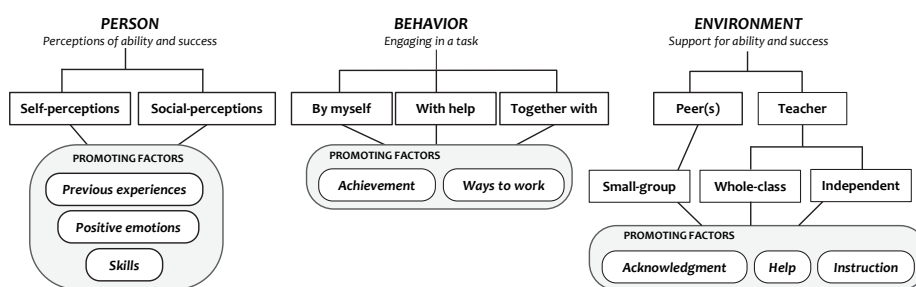 PERSON
Perceptions of ability and success
Self-perceptions
Social-perceptions
PROMOTING FACTORS
Previous experiences
Positive emotions
Skills
BEHAVIOR
Engaging in a task
By myself
With help
Together with
PROMOTING FACTORS
Achievement
Ways to work
ENVIRONMENT
Support for ability and success
Peer(s)
Teacher
Small-group
Whole-class
Independent
PROMOTING FACTORS
Acknowledgment
Help
Instruction